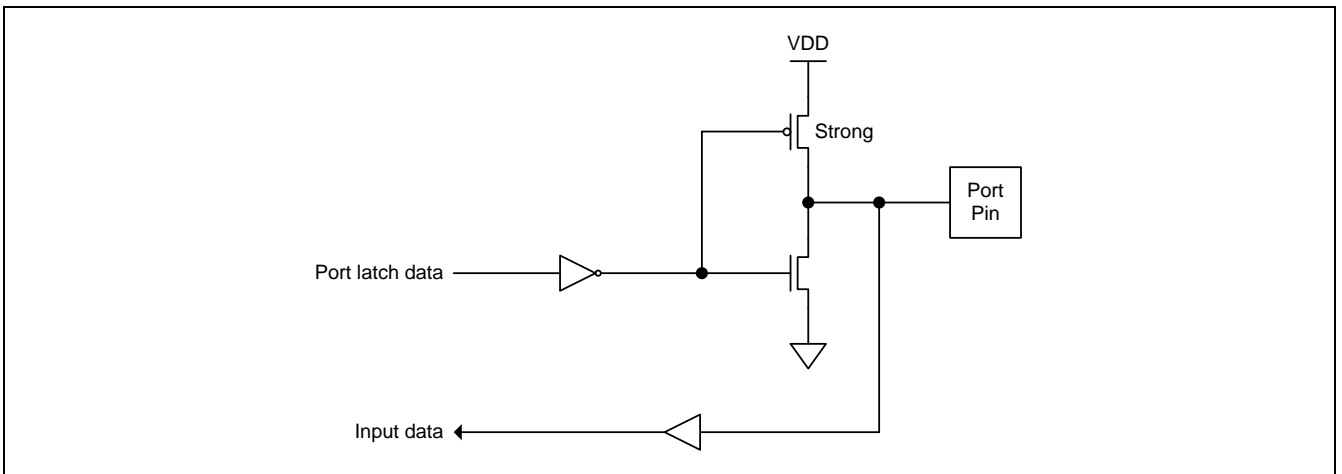 VDD
Strong
Port
Pin
Port latch data
Input data